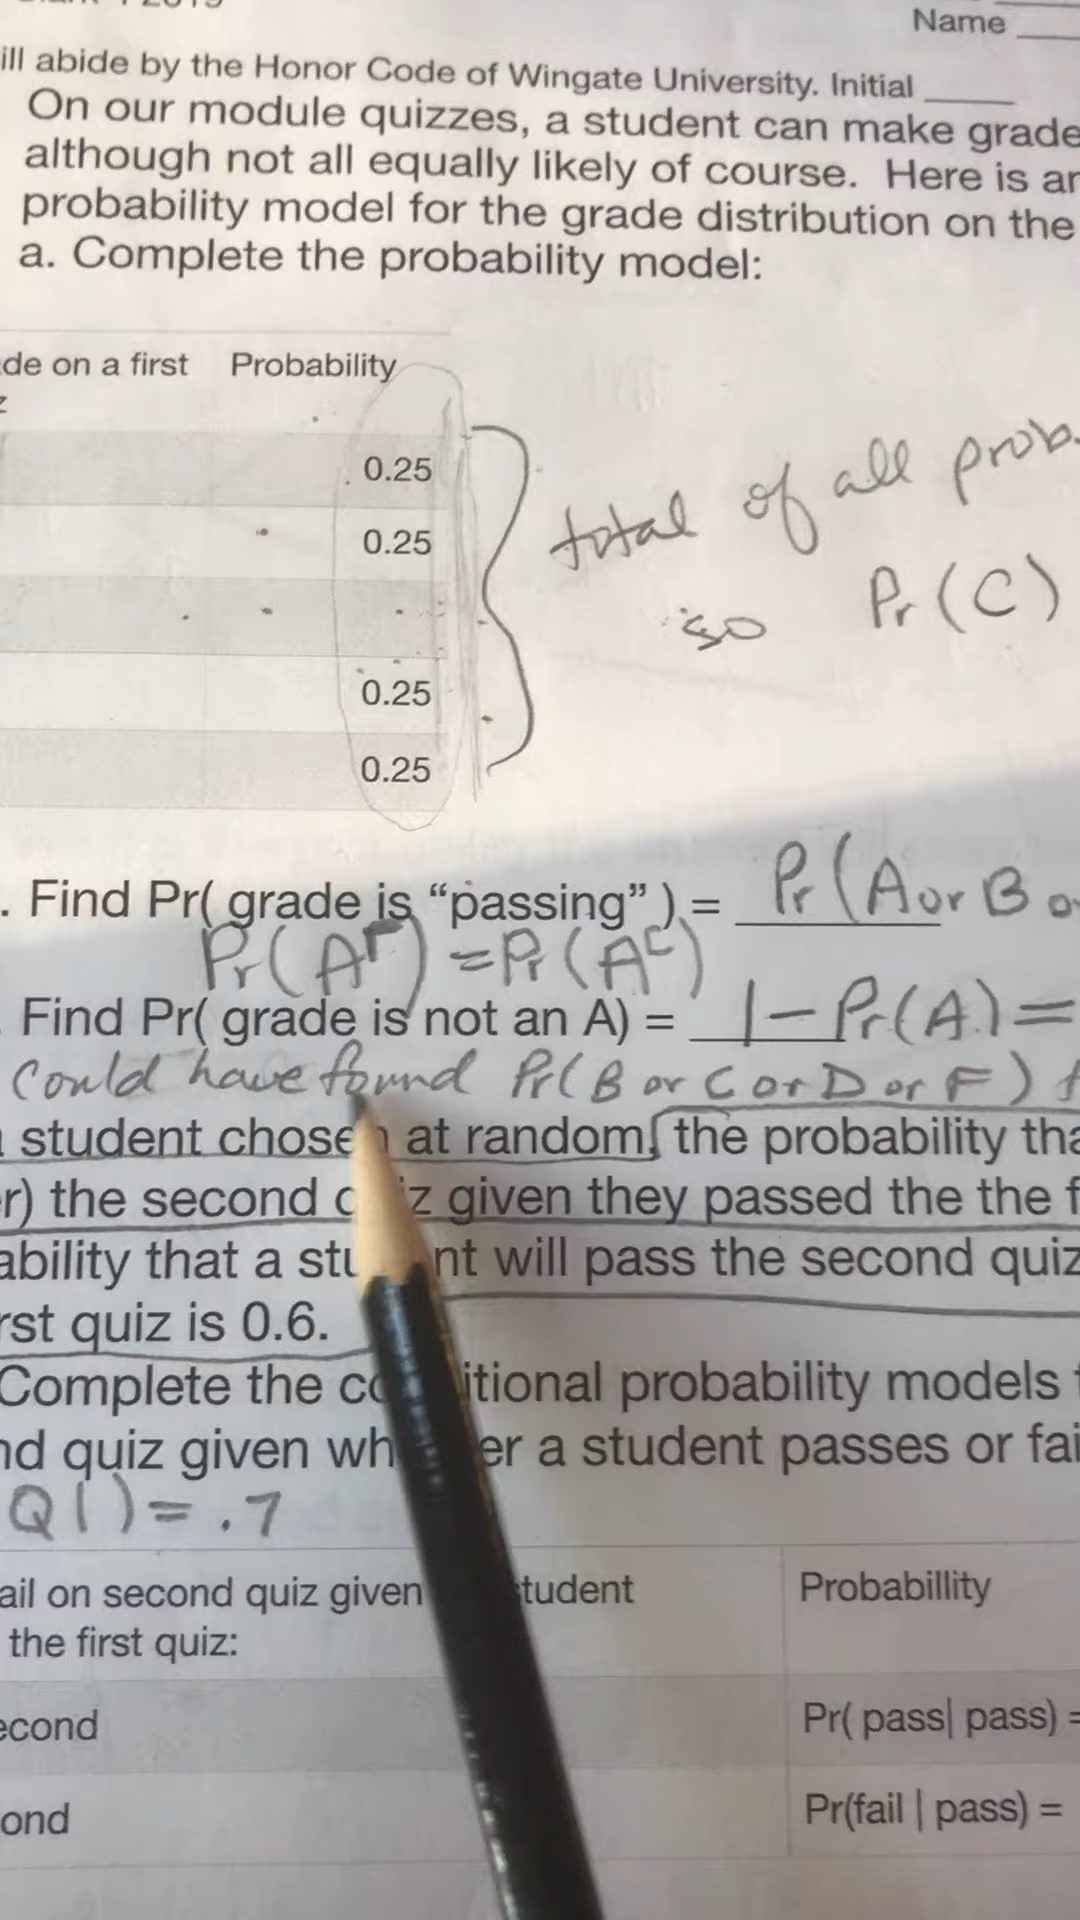 Name
ill abide by the Honor Code of Wingate University. Initial
On our module quizzes, a student can make grade
although not all equally likely of course. Here is an
probability model for the grade distribution on the
a. Complete the probability model:
de on a first Probability
z
0.25
0.25
0.25
0.25
total of all prob.
so Pr(C)
. Find Pr( grade is “passing” ) = Pr(A or B or
Pr(A^F) = Pr(A^C)
Find Pr( grade is not an A) = 1-Pr(A) =
Could have found Pr(B or C or D or F)
student chosen at random, the probability tha
er) the second given they passed the the f
ability that a will pass the second quiz
rst quiz is 0.6.
Complete the probability models
nd quiz given a student passes or fai
Q1) = .7
ail on second quiz given tudent Probabillity
the first quiz:
econd Pr( pass| pass) =
ond Pr(fail | pass) =